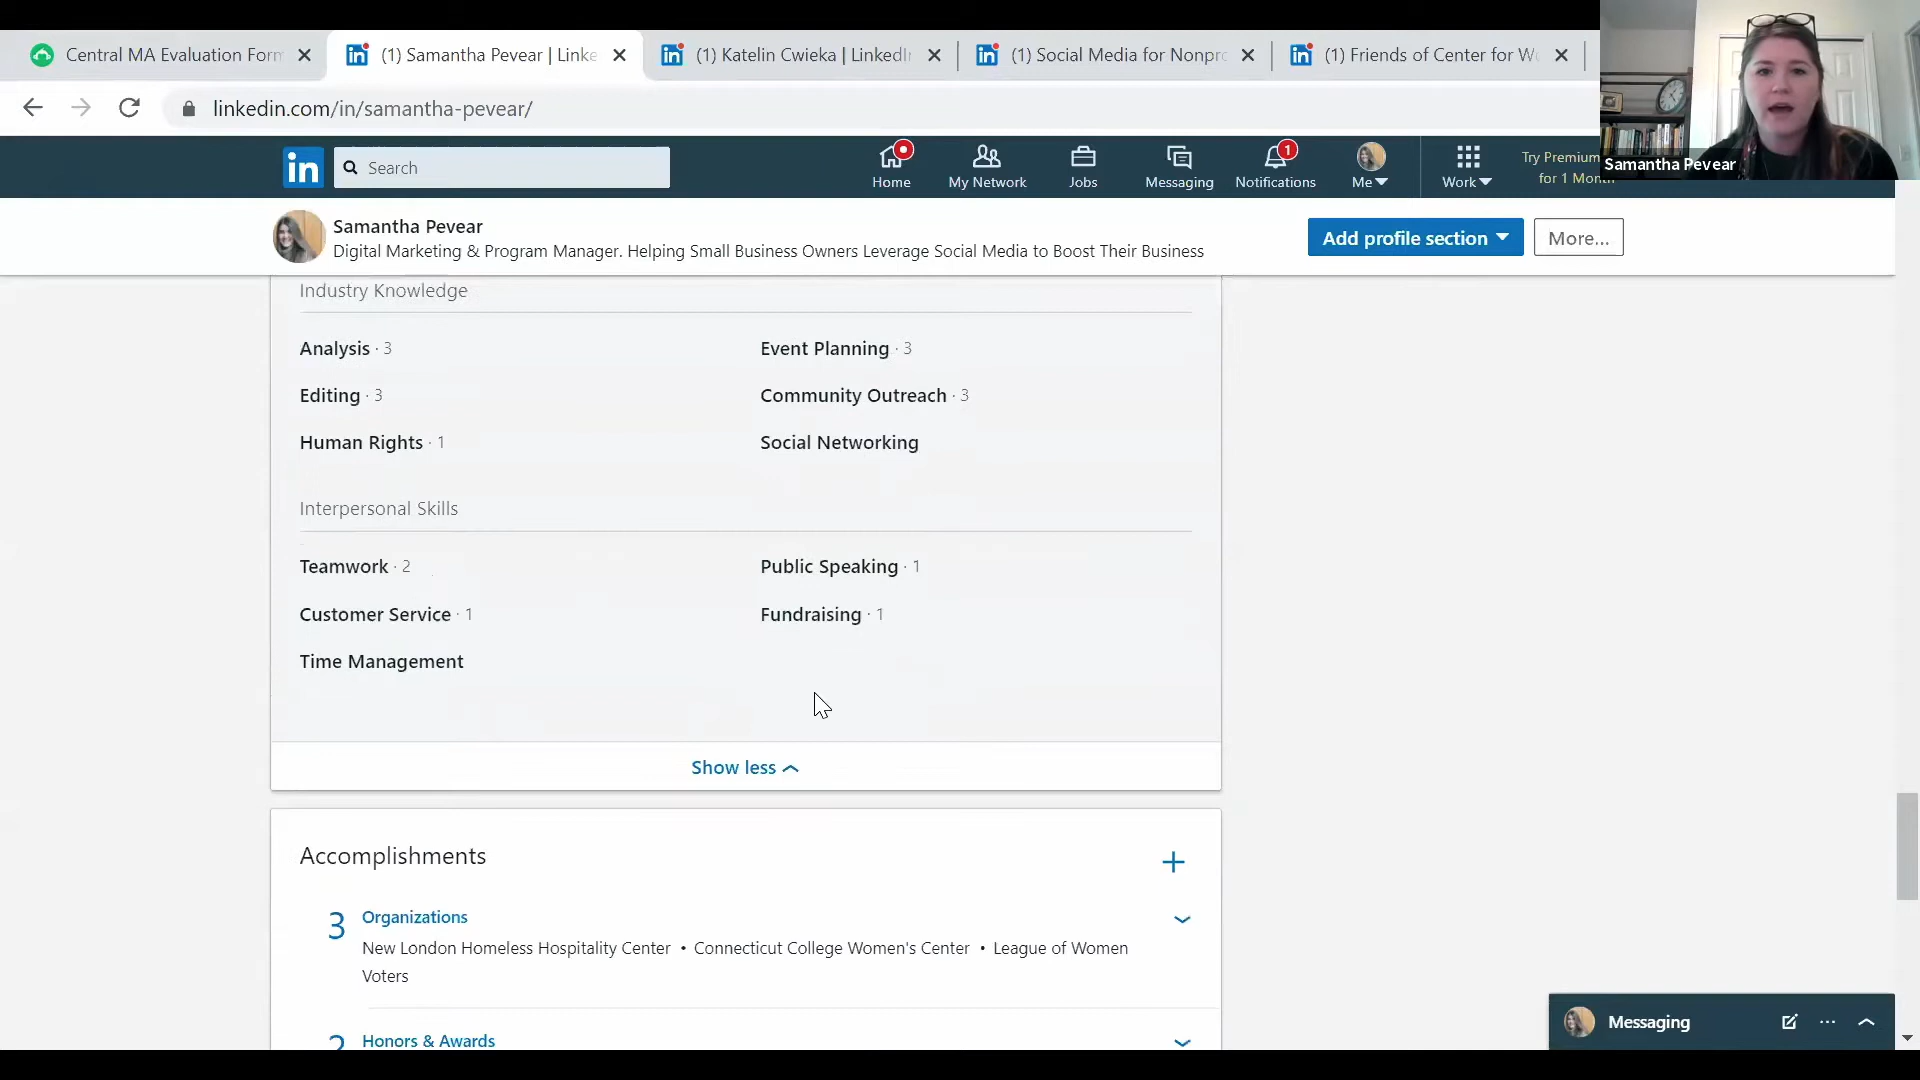 Central MA Evaluation Form
(1) Samantha Pevear | Linke
(1) Katelin Cwieka | LinkedIn
(1) Social Media for Nonpro
(1) Friends of Center for Wo
linkedin.com/in/samantha-pevear/
in
Search
Home
My Network
Jobs
Messaging
1
Notifications
Me
Work
Try Premium
for 1 Month
Samantha Pevear
Samantha Pevear
Digital Marketing & Program Manager. Helping Small Business Owners Leverage Social Media to Boost Their Business
Add profile section
More...
Industry Knowledge
Analysis · 3
Event Planning · 3
Editing · 3
Community Outreach · 3
Human Rights · 1
Social Networking
Interpersonal Skills
Teamwork · 2
Public Speaking · 1
Customer Service · 1
Fundraising · 1
Time Management
Show less
Accomplishments
3
Organizations
New London Homeless Hospitality Center • Connecticut College Women's Center • League of Women
Voters
2
Honors & Awards
Messaging